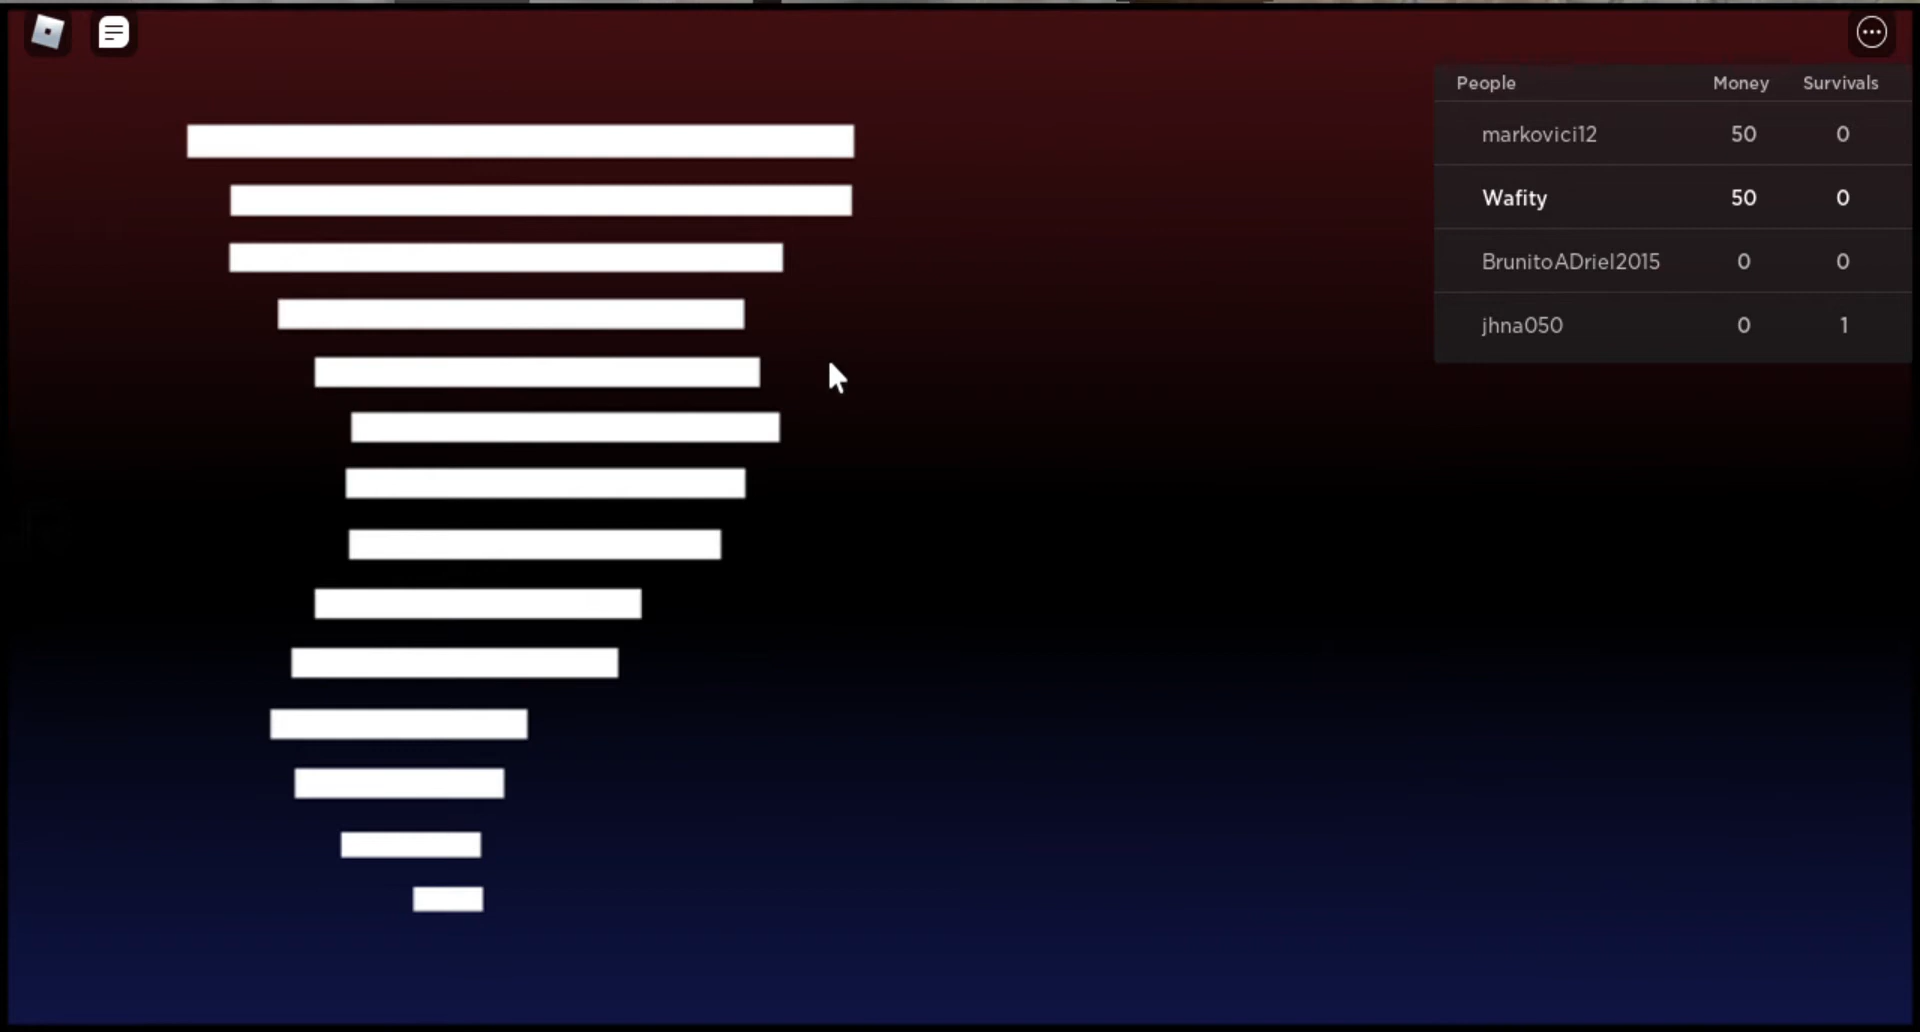 People Money Survivals
markovici12 50 0
Wafity 50 0
BrunitoADriel2015 0 0
jhna050 0 1